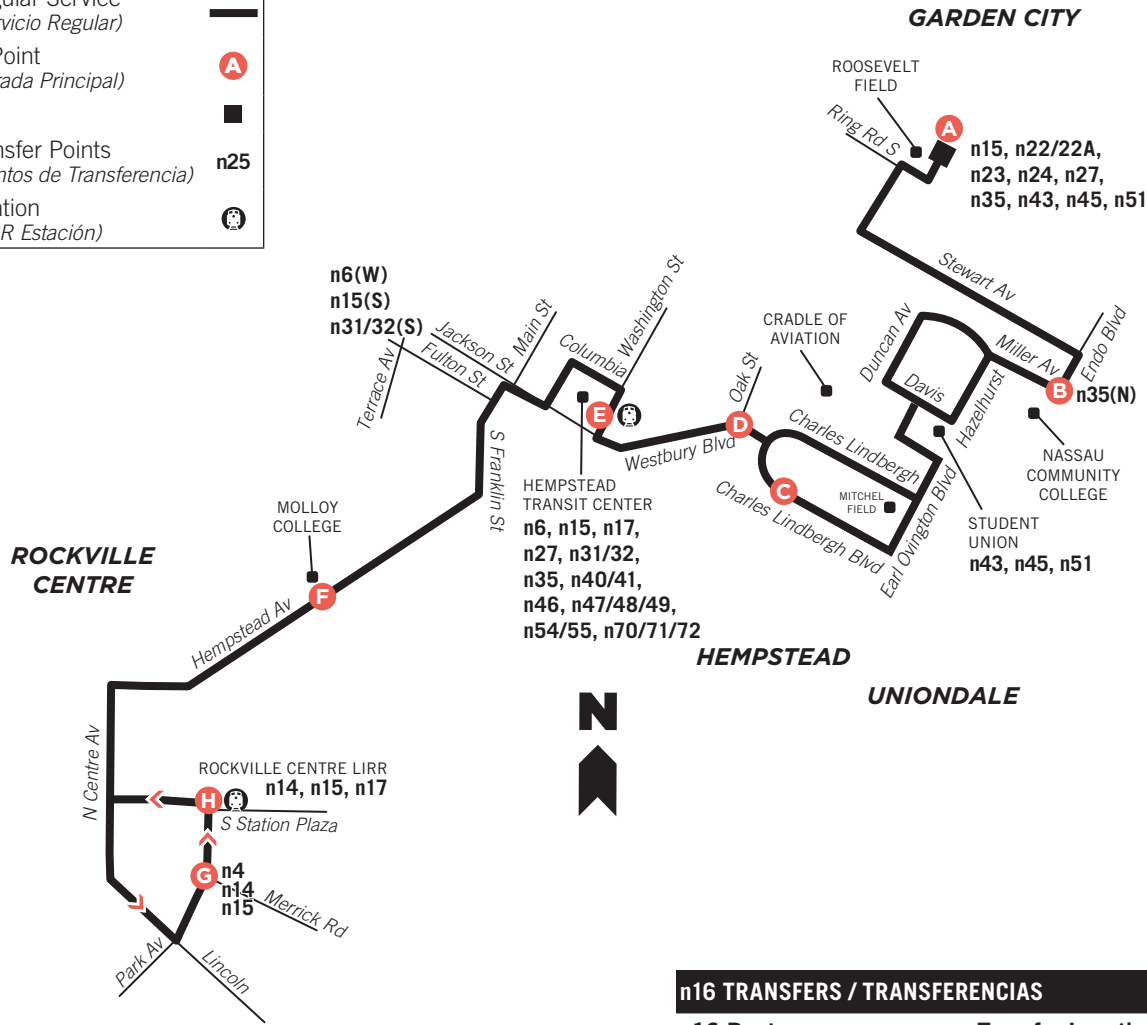 GARDEN CITY
Regular Service
Servicio Regular)
Point
Principal)
A
Transfer Points
Puntos de Transferencia)
n25
Estación)
ROOSEVELT
FIELD
Ring Rd S
A
n15, n22/22A,
n23, n24, n27,
n35, n43, n45, n51
Stewart Av
Endo Blvd
Miller Av
B
n35(N)
Duncan Av
Davis
Hazelhurst
NASSAU
COMMUNITY
COLLEGE
n6(W)
n15(S)
n31/32(S)
Jackson St
Fulton St
Terrace Av
Main St
Columbia
Washington St
E
CRADLE OF
AVIATION
Oak St
D
Westbury Blvd
Charles Lindbergh
C
Charles Lindbergh Blvd
MITCHEL
FIELD
Earl Ovington Blvd
STUDENT
UNION
n43, n45, n51
HEMPSTEAD
TRANSIT CENTER
n6, n15, n17,
n27, n31/32,
n35, n40/41,
n46, n47/48/49,
n54/55, n70/71/72
S Franklin St
MOLLOY
COLLEGE
F
ROCKVILLE
CENTRE
Hempstead Av
HEMPSTEAD
UNIONDALE
N
N Centre Av
ROCKVILLE CENTRE LIRR
n14, n15, n17
H
S Station Plaza
G
n4
n14
n15
Merrick Rd
Park Av
Lincoln
n16 TRANSFERS / TRANSFERENCIAS